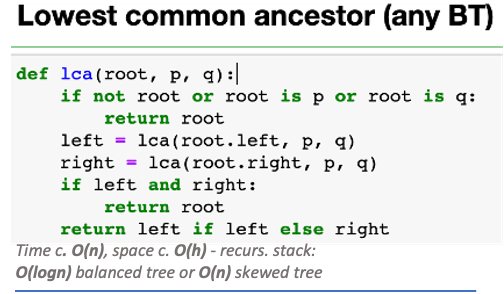 Lowest common ancestor (any BT)
def lca(root, p, q):
    if not root or root is p or root is q:
        return root
    left = lca(root.left, p, q)
    right = lca(root.right, p, q)
    if left and right:
        return root
    return left if left else right
Time c. O(n), space c. O(h) - recurs. stack:
O(logn) balanced tree or O(n) skewed tree